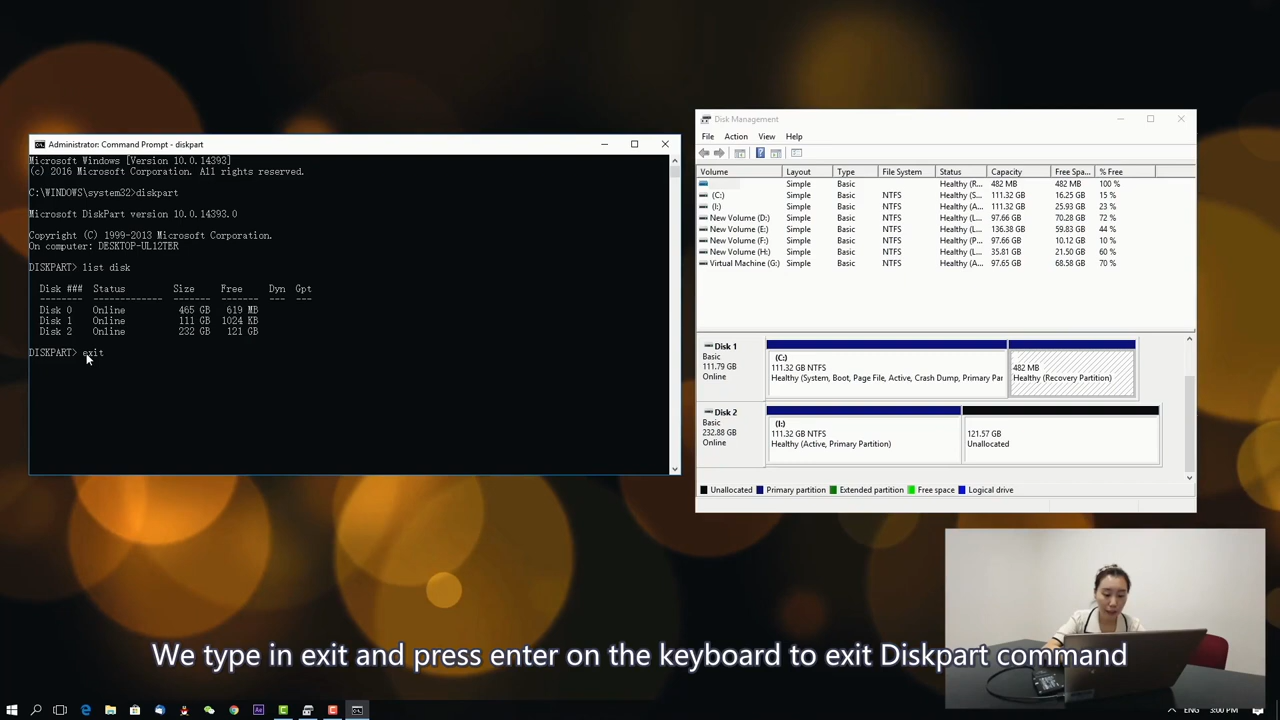 Administrator: Command Prompt - diskpart
Microsoft Windows [Version 10.0.14393]
(c) 2016 Microsoft Corporation. All rights reserved.
C:\WINDOWS\system32>diskpart
Microsoft DiskPart version 10.0.14393.0
Copyright (C) 1999-2013 Microsoft Corporation.
On computer: DESKTOP-UL12TER
DISKPART> list disk
Disk ### Status Size Free Dyn Gpt
-------- ------------- ------- ------- --- ---
Disk 0 Online 465 GB 619 MB
Disk 1 Online 111 GB 1024 KB
Disk 2 Online 232 GB 121 GB
DISKPART> exit
Disk Management
File Action View Help
Volume Layout Type File System Status Capacity Free Spa... % Free
Simple Basic Healthy (R... 482 MB 482 MB 100 %
(C:) Simple Basic NTFS Healthy (S... 111.32 GB 16.25 GB 15 %
(I:) Simple Basic NTFS Healthy (A... 111.32 GB 25.93 GB 23 %
New Volume (D:) Simple Basic NTFS Healthy (L... 97.66 GB 70.28 GB 72 %
New Volume (E:) Simple Basic NTFS Healthy (L... 136.38 GB 59.83 GB 44 %
New Volume (F:) Simple Basic NTFS Healthy (L... 97.66 GB 10.12 GB 10 %
New Volume (H:) Simple Basic NTFS Healthy (L... 35.81 GB 21.50 GB 60 %
Virtual Machine (G:) Simple Basic NTFS Healthy (A... 97.65 GB 68.58 GB 70 %
Disk 1
Basic
111.79 GB
Online
(C:)
111.32 GB NTFS
Healthy (System, Boot, Page File, Active, Crash Dump, Primary Par
482 MB
Healthy (Recovery Partition)
Disk 2
Basic
232.88 GB
Online
(I:)
111.32 GB NTFS
Healthy (Active, Primary Partition)
121.57 GB
Unallocated
Unallocated Primary partition Extended partition Free space Logical drive
We type in exit and press enter on the keyboard to exit Diskpart command
Ae
ENG 3:00 PM